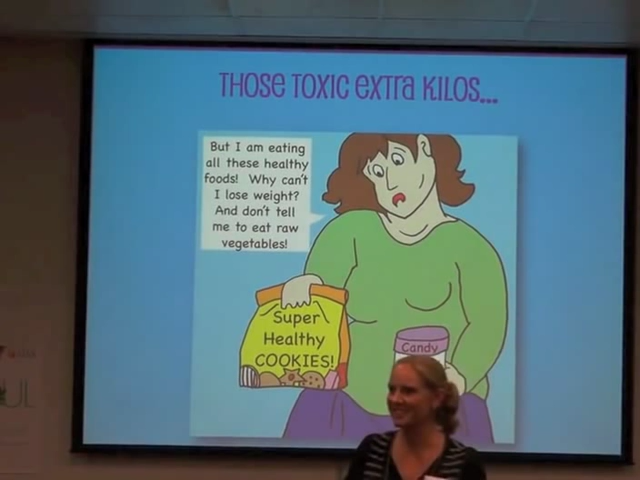 THOSE TOXIC EXTRA KILOS...
But I am eating
all these healthy
foods! Why can't
I lose weight?
And don't tell
me to eat raw
vegetables!
Super
Healthy
COOKIES!
Candy